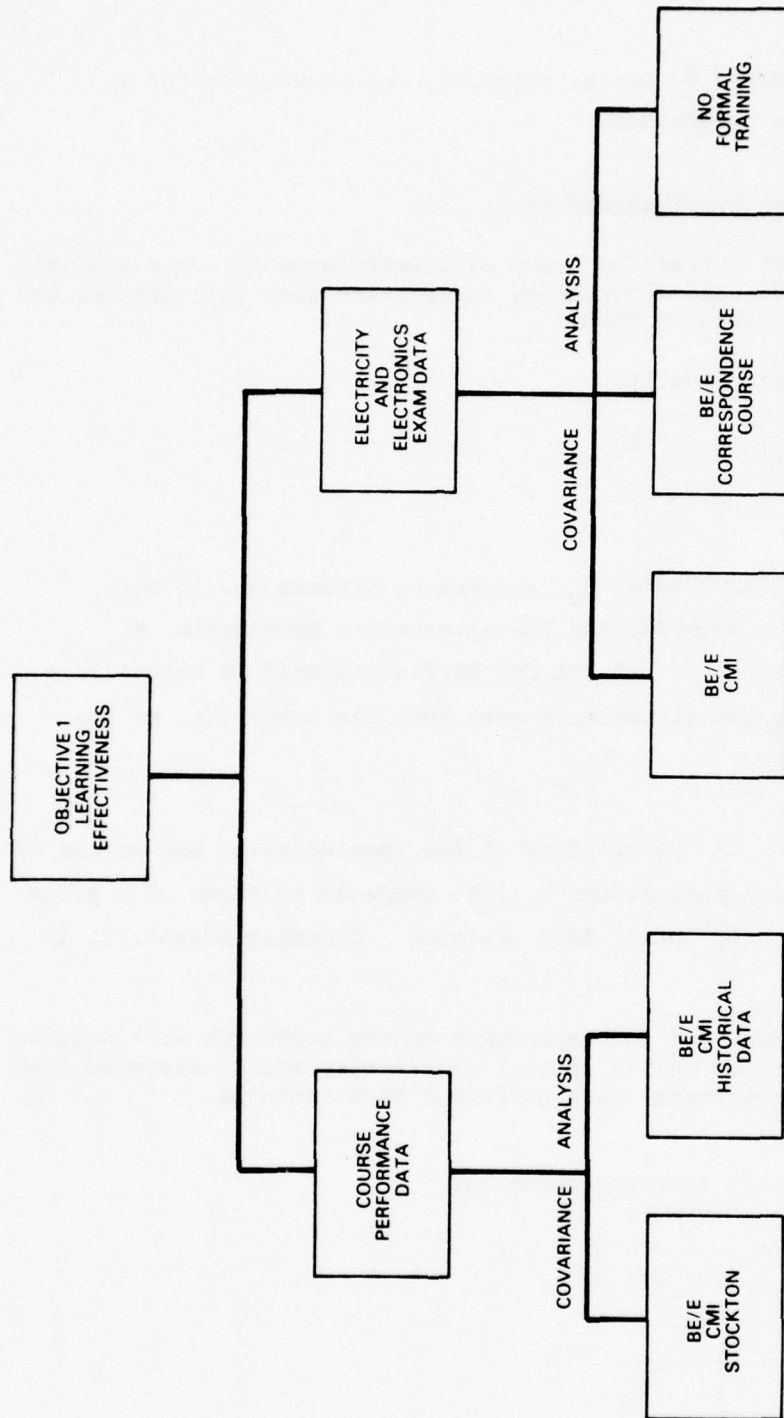 OBJECTIVE 1
LEARNING
EFFECTIVENESS
COURSE
PERFORMANCE
DATA
ELECTRICITY
AND
ELECTRONICS
EXAM DATA
COVARIANCE
ANALYSIS
COVARIANCE
ANALYSIS
BE/E
CMI
STOCKTON
BE/E
CMI
HISTORICAL
DATA
BE/E
CMI
BE/E
CORRESPONDENCE
COURSE
NO
FORMAL
TRAINING